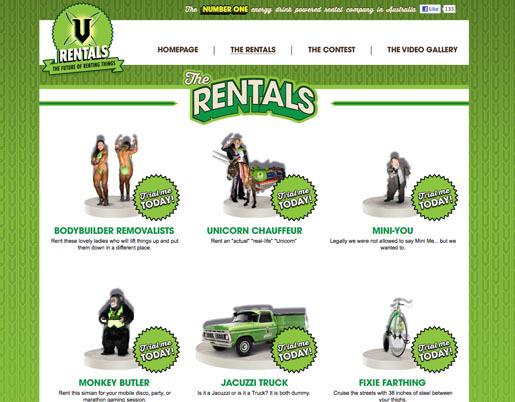 The NUMBER ONE energy drink powered rental company in Australia
Like 133
V
RENTALS
THE FUTURE OF RENTING THINGS
HOMEPAGE | THE RENTALS | THE CONTEST | THE VIDEO GALLERY
The
RENTALS
Trial me
TODAY!
Trial me
TODAY!
Trial me
TODAY!
BODYBUILDER REMOVALISTS
Rent these lovely ladies who will lift things up and put
them down in a different place.
UNICORN CHAUFFEUR
Rent an "actual" "real-life" "Unicorn"
MINI-YOU
Legally we were not allowed to say Mini Me... but we
wanted to.
Trial me
TODAY!
Trial me
TODAY!
Trial me
TODAY!
MONKEY BUTLER
Rent this simian for your mobile disco, party, or
marathon gaming session.
JACUZZI TRUCK
Is it a Jacuzzi or is it a Truck? It is both dummy.
FIXIE FARTHING
Cruise the streets with 38 inches of steel between
your thighs.